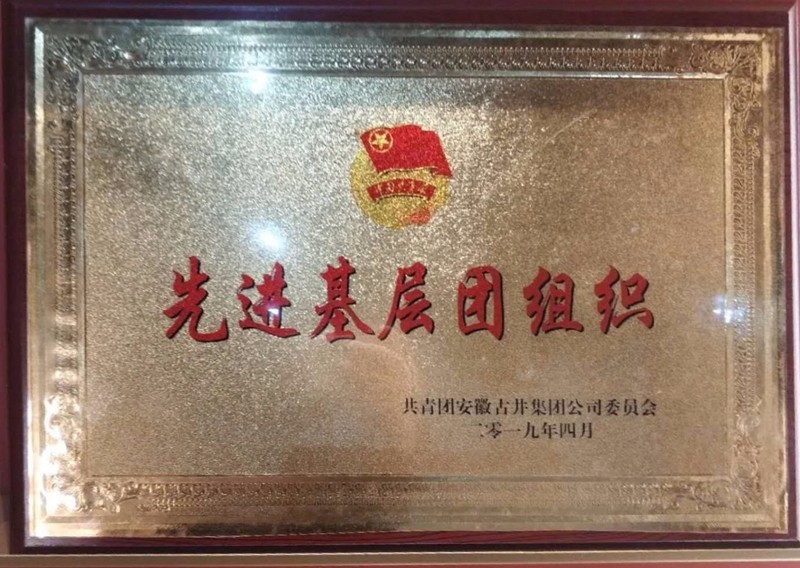 先进基层团组织
共青团安徽古井集团公司委员会
二零一九年四月